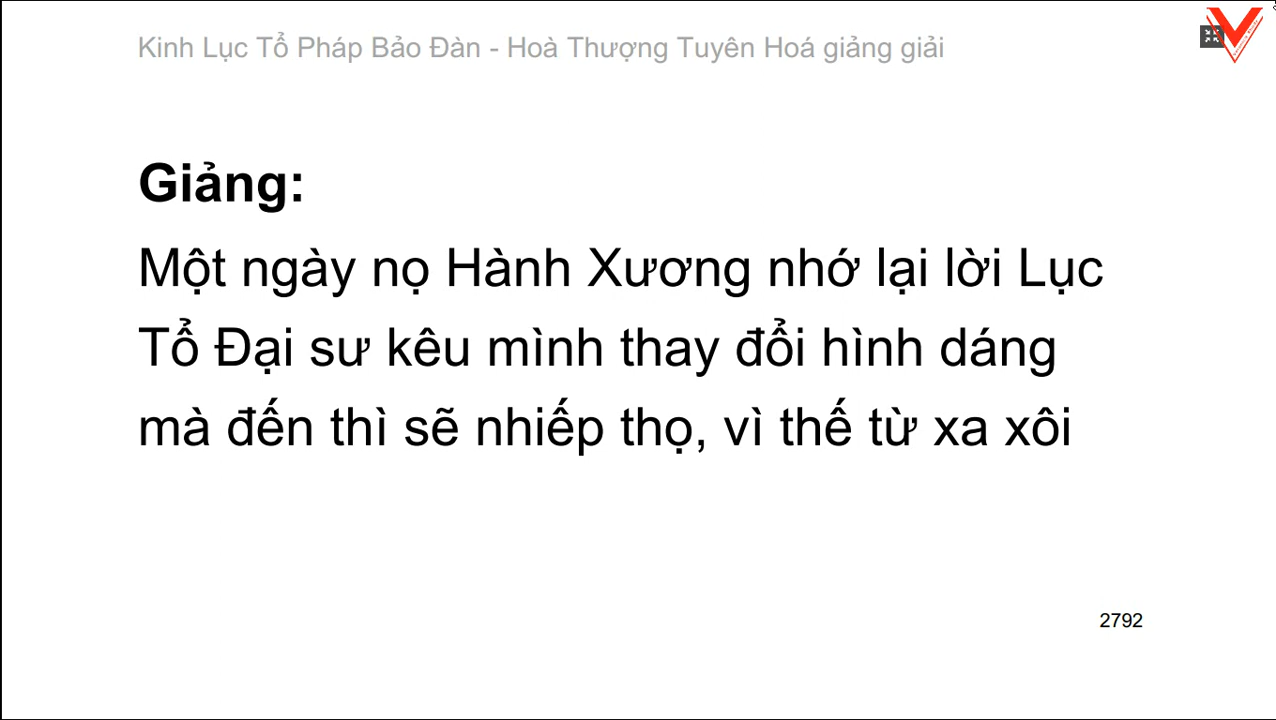 Kinh Lục Tổ Pháp Bảo Đàn - Hoà Thượng Tuyên Hoá giảng giải
Giảng:
Một ngày nọ Hành Xương nhớ lại lời Lục
Tổ Đại sư kêu mình thay đổi hình dáng
mà đến thì sẽ nhiếp thọ, vì thế từ xa xôi
2792